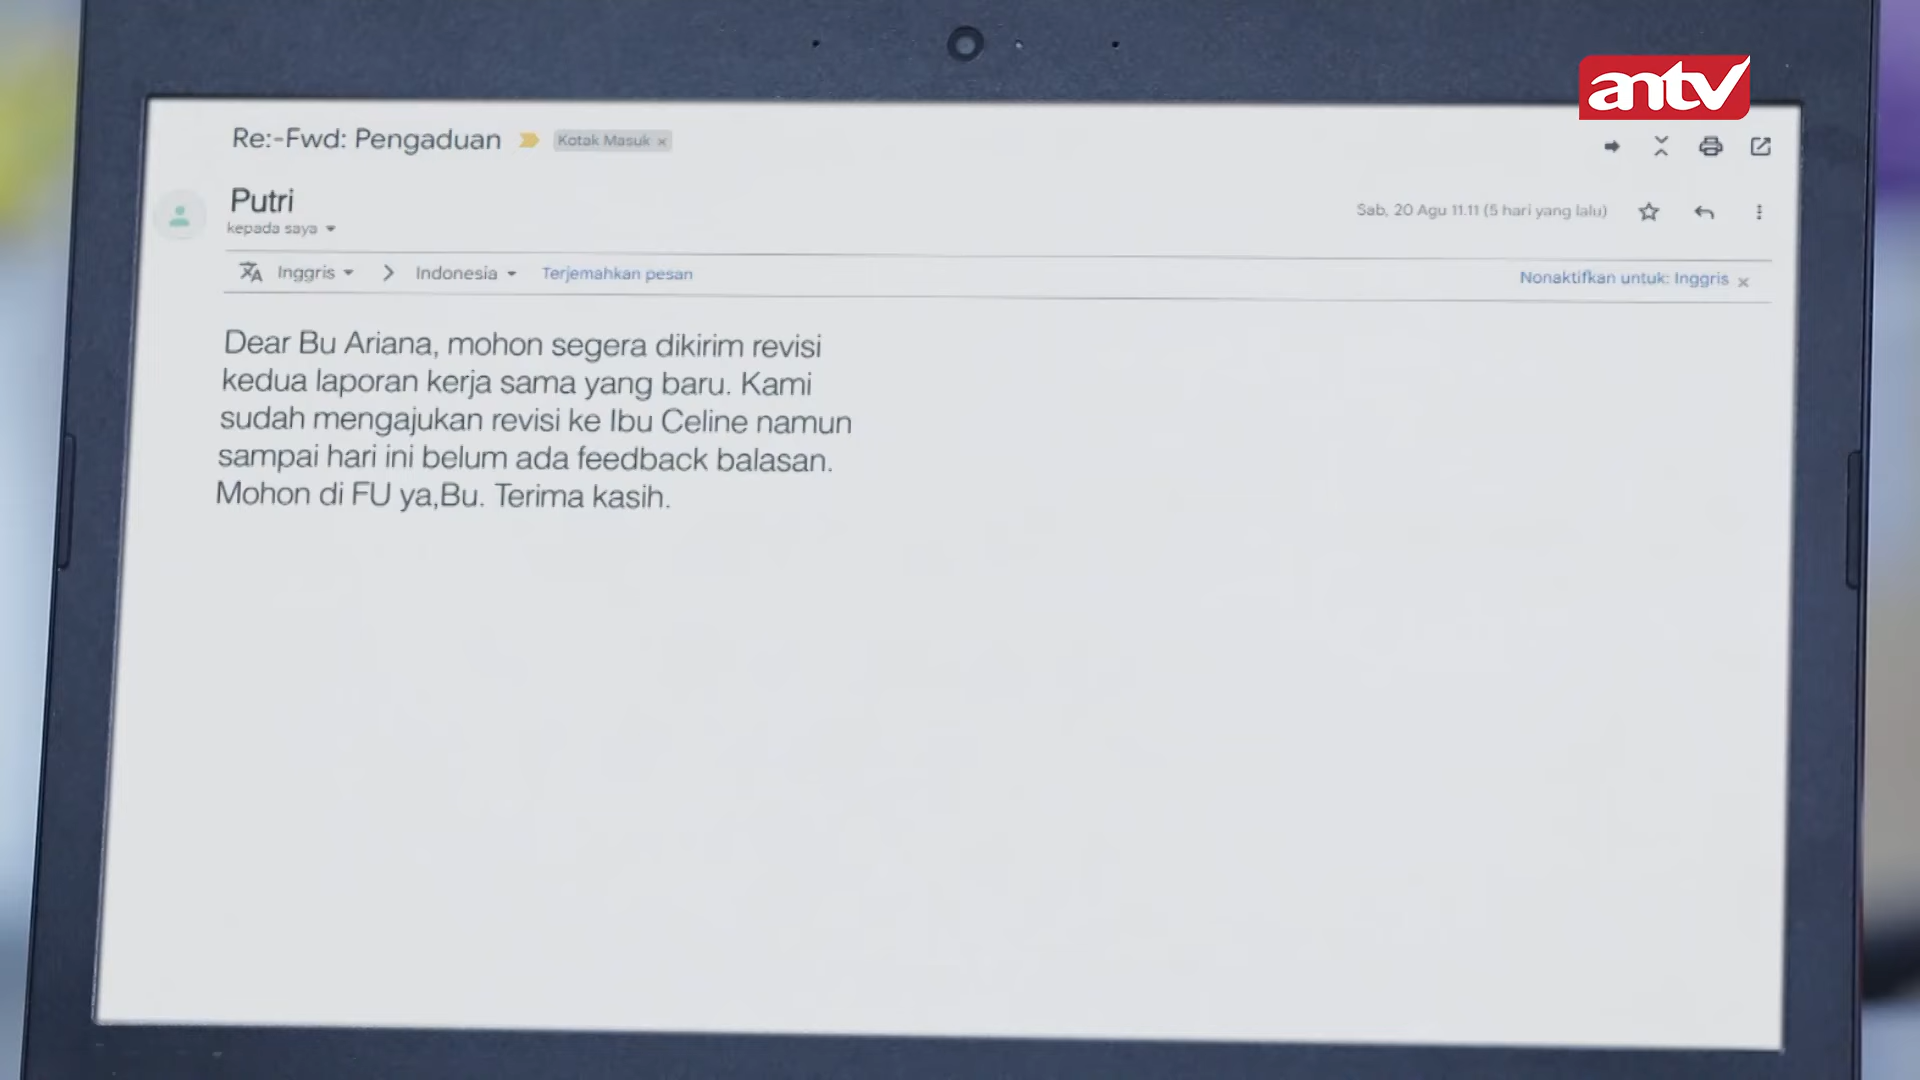 antv
Re:-Fwd: Pengaduan Kotak Masuk x
Putri
kepada saya
Sab, 20 Agu 11.11 (5 hari yang lalu)
Inggris > Indonesia Terjemahkan pesan Nonaktifkan untuk: Inggris x
Dear Bu Ariana, mohon segera dikirim revisi
kedua laporan kerja sama yang baru. Kami
sudah mengajukan revisi ke Ibu Celine namun
sampai hari ini belum ada feedback balasan.
Mohon di FU ya,Bu. Terima kasih.